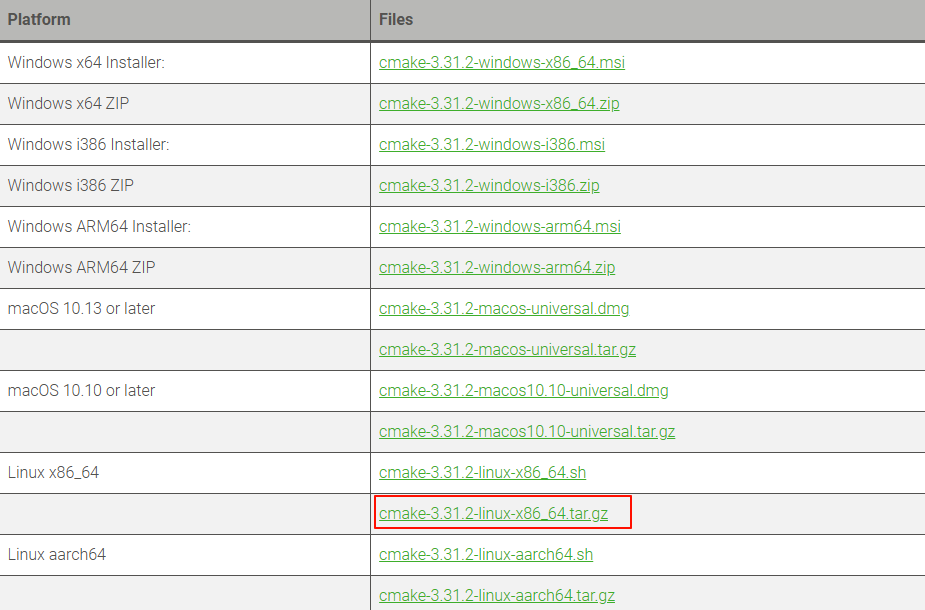 Platform Files
Windows x64 Installer: cmake-3.31.2-windows-x86_64.msi
Windows x64 ZIP cmake-3.31.2-windows-x86_64.zip
Windows i386 Installer: cmake-3.31.2-windows-i386.msi
Windows i386 ZIP cmake-3.31.2-windows-i386.zip
Windows ARM64 Installer: cmake-3.31.2-windows-arm64.msi
Windows ARM64 ZIP cmake-3.31.2-windows-arm64.zip
macOS 10.13 or later cmake-3.31.2-macos-universal.dmg
cmake-3.31.2-macos-universal.tar.gz
macOS 10.10 or later cmake-3.31.2-macos10.10-universal.dmg
cmake-3.31.2-macos10.10-universal.tar.gz
Linux x86_64 cmake-3.31.2-linux-x86_64.sh
cmake-3.31.2-linux-x86_64.tar.gz
Linux aarch64 cmake-3.31.2-linux-aarch64.sh
cmake-3.31.2-linux-aarch64.tar.gz